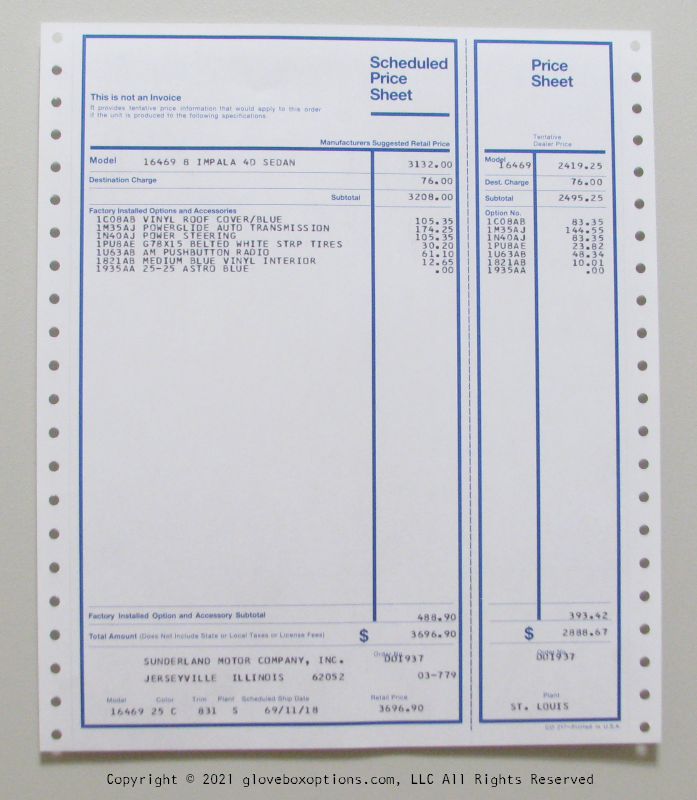 Scheduled
Price
Sheet
This is not an Invoice
It provides tentative price information that would apply to this order
if the unit is produced to the following specifications.
Manufacturers Suggested Retail Price
Model 16469 8 IMPALA 4D SEDAN 3132.00
Destination Charge 76.00
Subtotal 3208.00
Factory Installed Options and Accessories
1C08AB VINYL ROOF COVER/BLUE 105.35
1M35AJ POWERGLIDE AUTO TRANSMISSION 174.25
1N40AJ POWER STEERING 105.35
1PU8AE G78X15 BELTED WHITE STRP TIRES 30.20
1U63AB AM PUSHBUTTON RADIO 61.10
1821AB MEDIUM BLUE VINYL INTERIOR 12.65
1935AA 25-25 ASTRO BLUE .00
Factory Installed Option and Accessory Subtotal 488.90
Total Amount (Does Not Include State or Local Taxes or License Fees) $ 3696.90
Order No.
SUNDERLAND MOTOR COMPANY, INC. 001937
JERSEYVILLE ILLINOIS 62052 03-779
Model Color Trim Plant Scheduled Ship Date Retail Price
16469 25 C 831 S 69/11/18 3696.90
Price
Sheet
Tentative
Dealer Price
Model 16469 2419.25
Dest. Charge 76.00
Subtotal 2495.25
Option No.
1C08AB 83.35
1M35AJ 144.55
1N40AJ 83.35
1PU8AE 23.82
1U63AB 48.34
1821AB 10.01
1935AA .00
393.42
$ 2888.67
001937
Plant
ST. LOUIS
Printed in U.S.A.
Copyright © 2021 gloveboxoptions.com, LLC All Rights Reserved